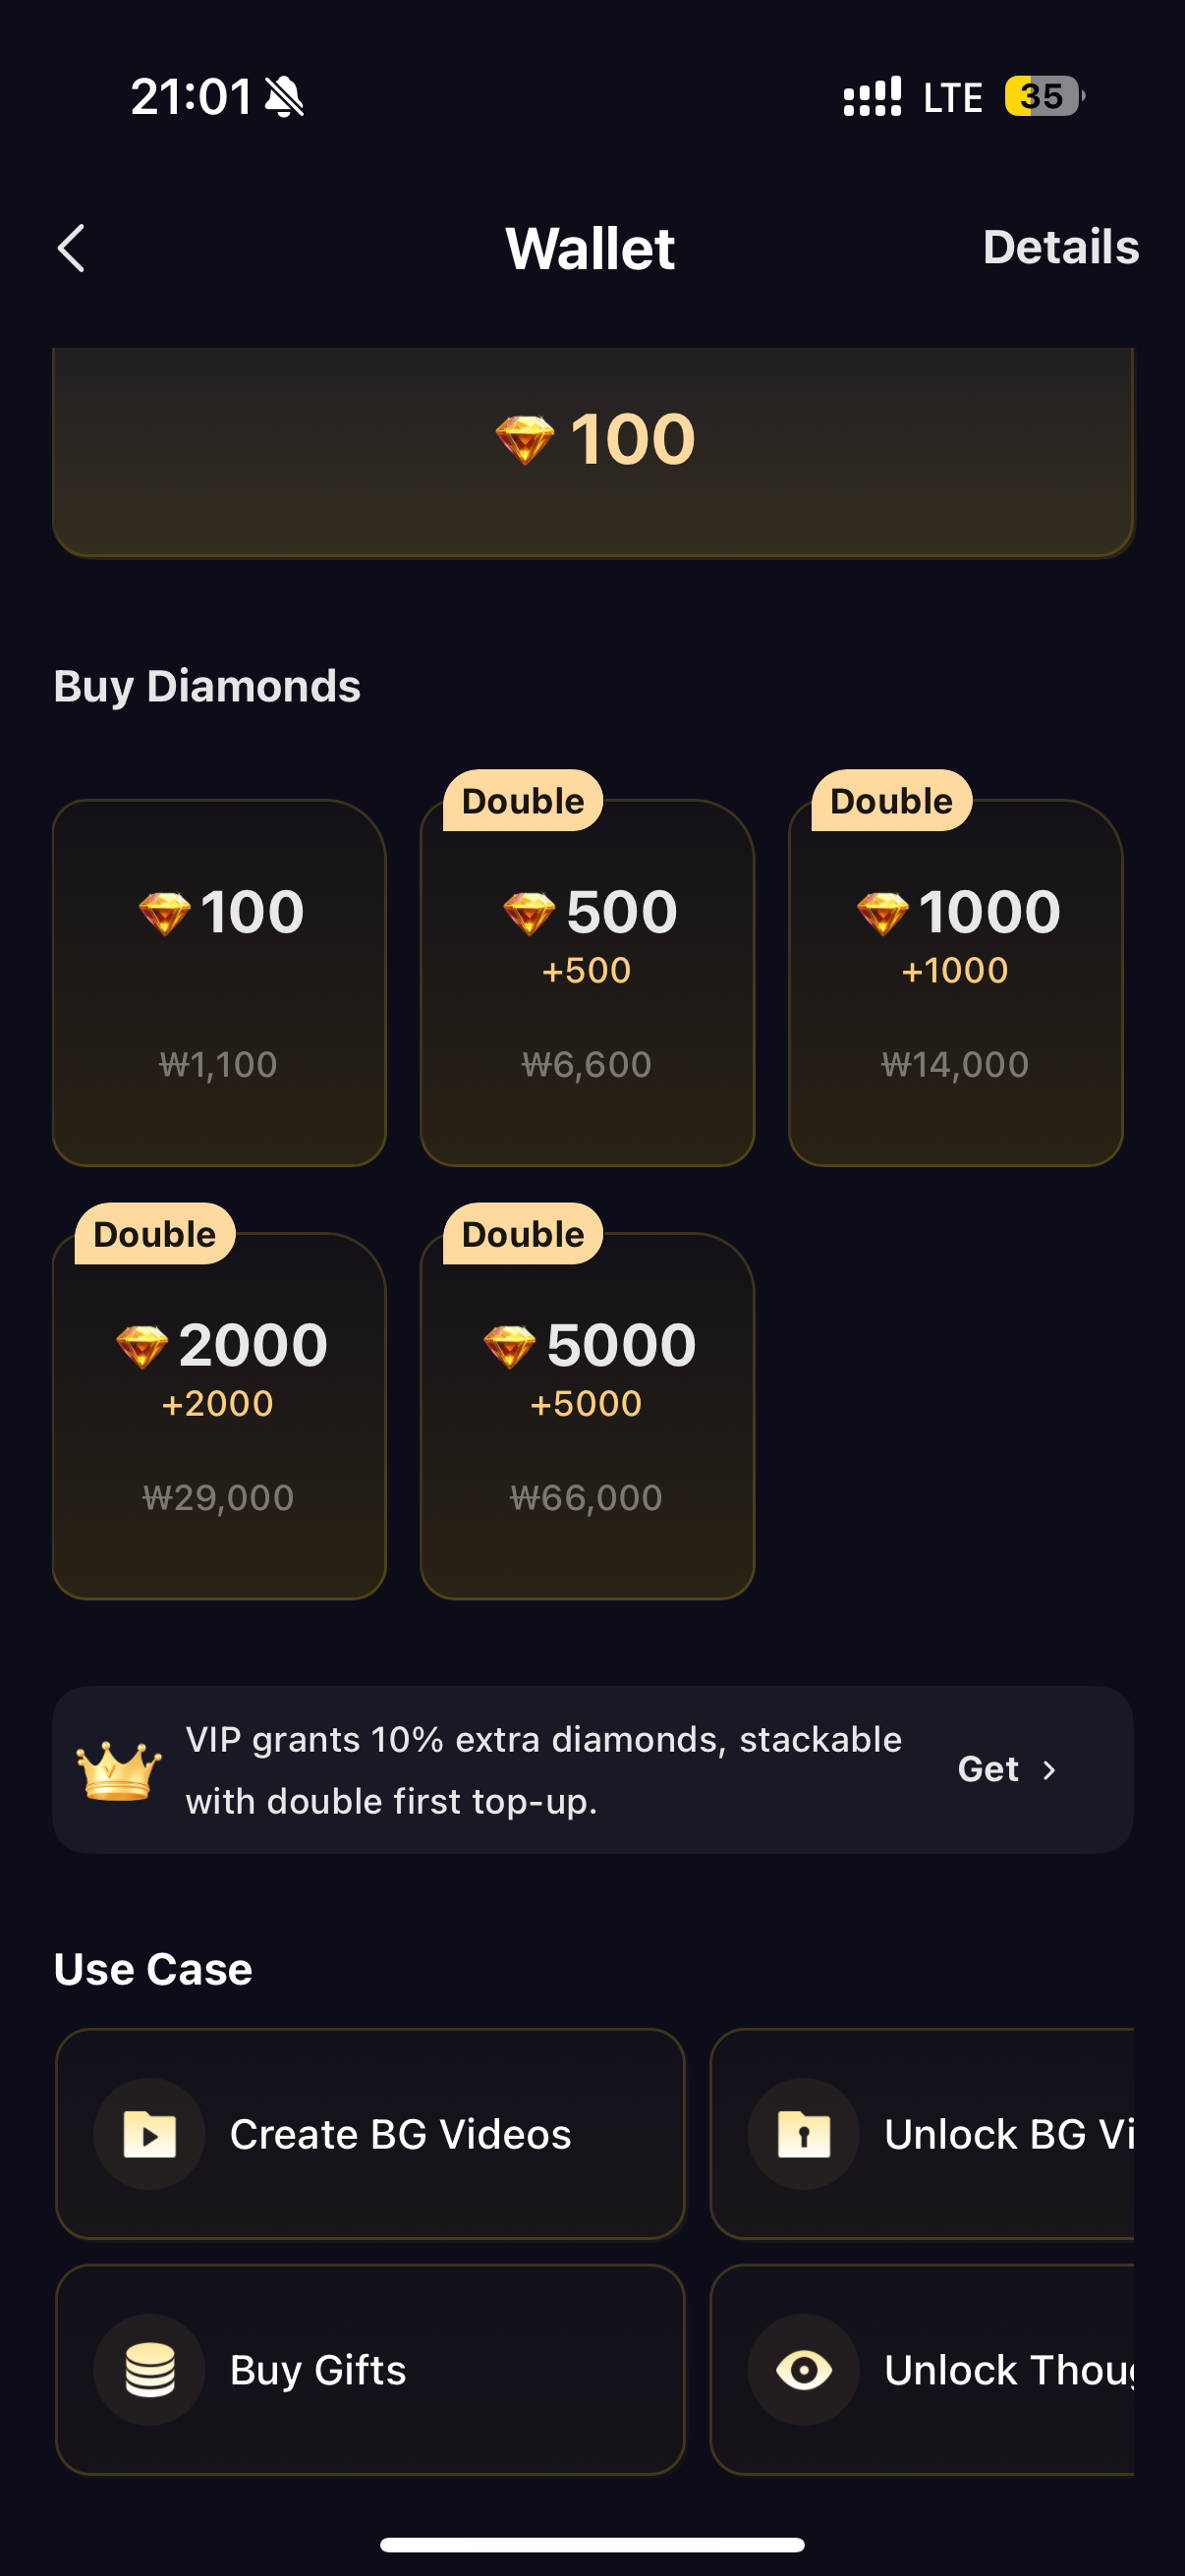 21:01
LTE 35
Wallet
Details
100
Buy Diamonds
100
₩1,100
Double
500
+500
₩6,600
Double
1000
+1000
₩14,000
Double
2000
+2000
₩29,000
Double
5000
+5000
₩66,000
VIP grants 10% extra diamonds, stackable
with double first top-up.
Get
Use Case
Create BG Videos
Unlock BG Vi
Buy Gifts
Unlock Thou